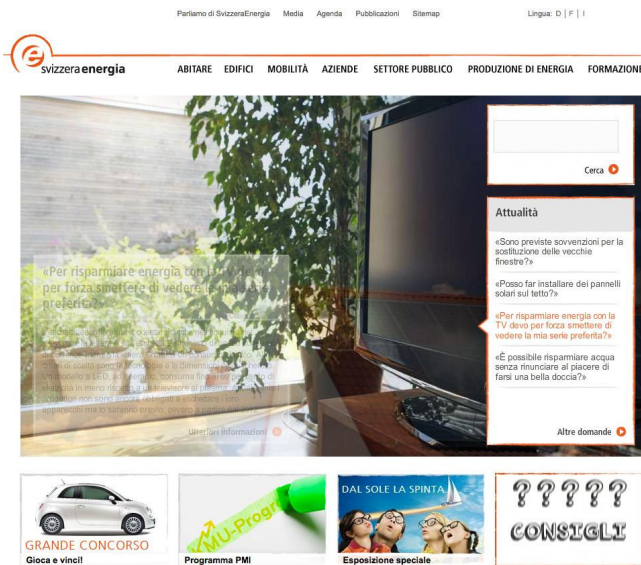 Parliamo di SvizzeraEnergia Media Agenda Pubblicazioni Sitemap Lingua: D | F | I
svizzera energia
ABITARE EDIFICI MOBILITÀ AZIENDE SETTORE PUBBLICO PRODUZIONE DI ENERGIA FORMAZIONE
Cerca
Attualità
«Sono previste sovvenzioni per la
sostituzione delle vecchie
finestre?»
«Posso far installare dei pannelli
solari sul tetto?»
«Per risparmiare energia con la
TV devo per forza smettere di
vedere la mia serie preferita?»
«È possibile risparmiare acqua
senza rinunciare al piacere di
farsi una bella doccia?»
Altre domande
«Per risparmiare energia con la TV devo
per forza smettere di vedere la mia serie
preferita?»
Ulteriori informazioni
GRANDE CONCORSO
Gioca e vinci!
KMU-Progr
Programma PMI
DAL SOLE LA SPINTA
Esposizione speciale
?????
CONSIGLI